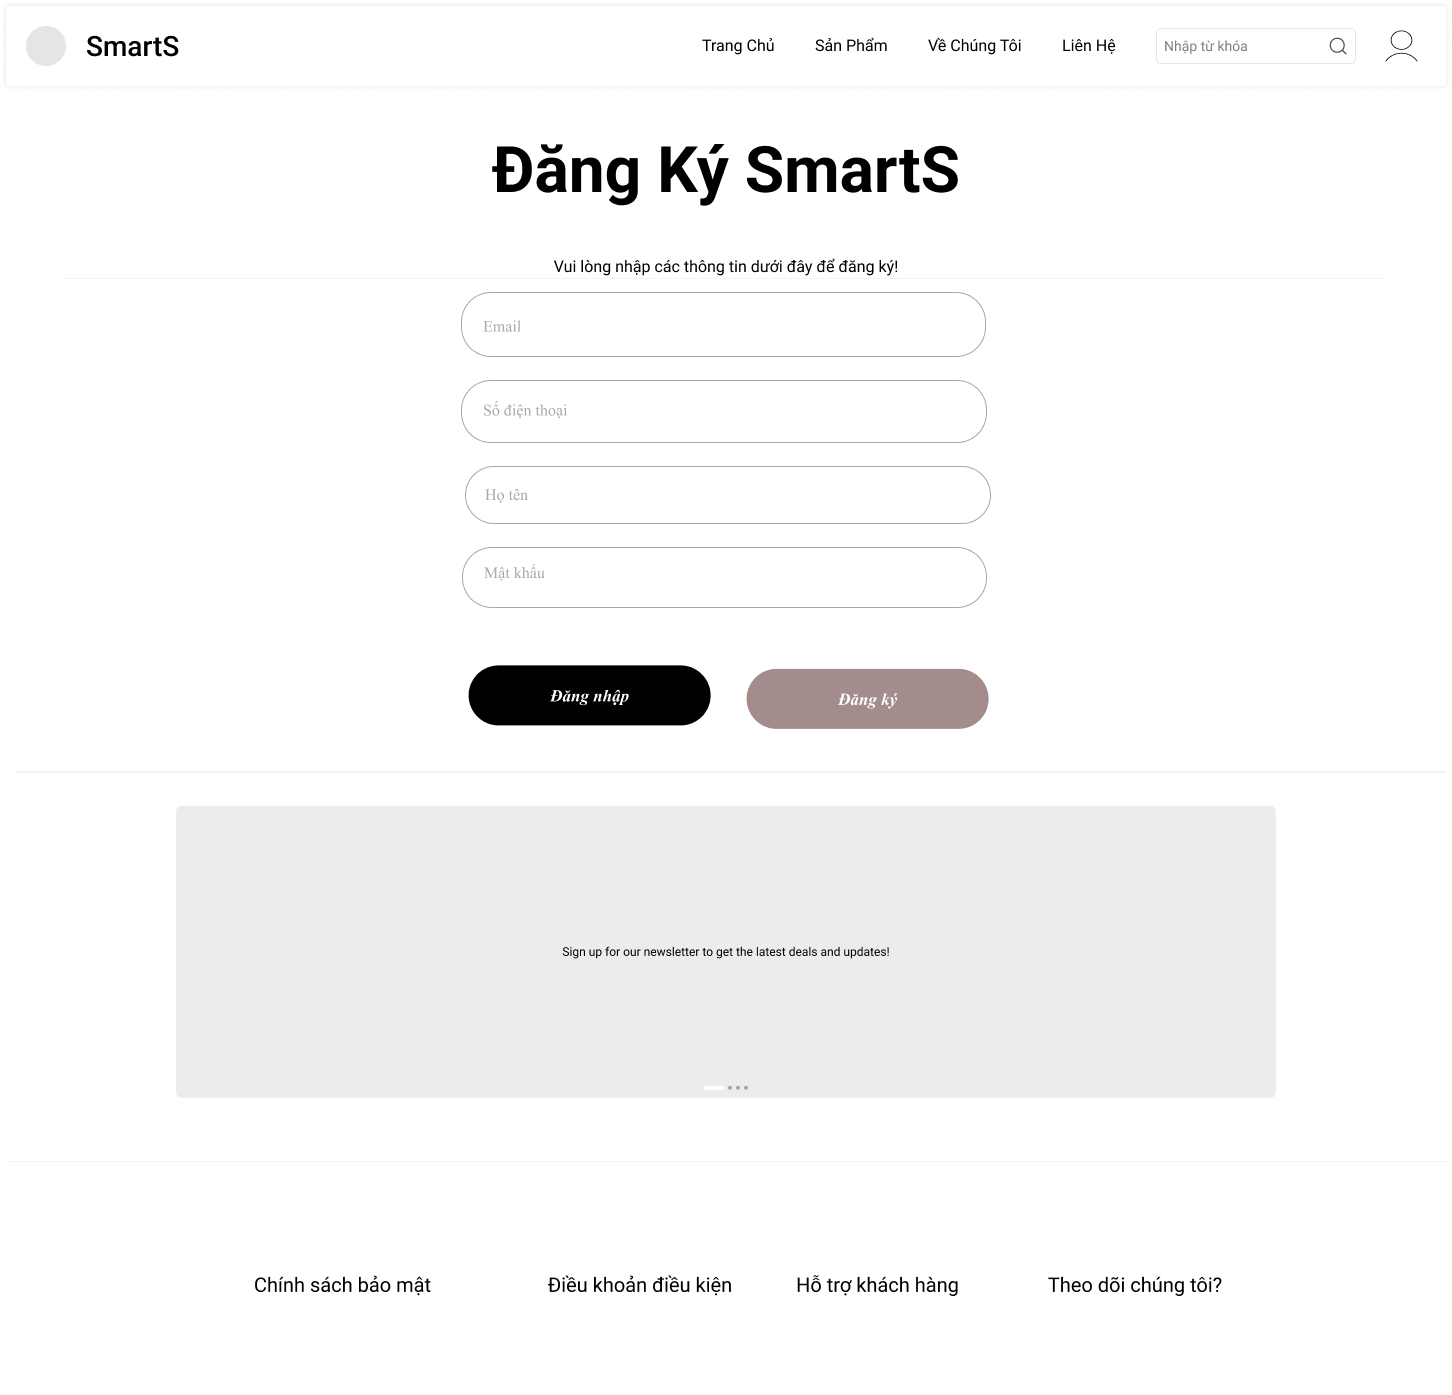 SmartS
Trang Chủ
Sản Phẩm
Về Chúng Tôi
Liên Hệ
Nhập từ khóa
Đăng Ký SmartS
Vui lòng nhập các thông tin dưới đây để đăng ký!
Email
Số điện thoại
Họ tên
Mật khẩu
Đăng nhập
Đăng ký
Sign up for our newsletter to get the latest deals and updates!
Chính sách bảo mật
Điều khoản điều kiện
Hỗ trợ khách hàng
Theo dõi chúng tôi?